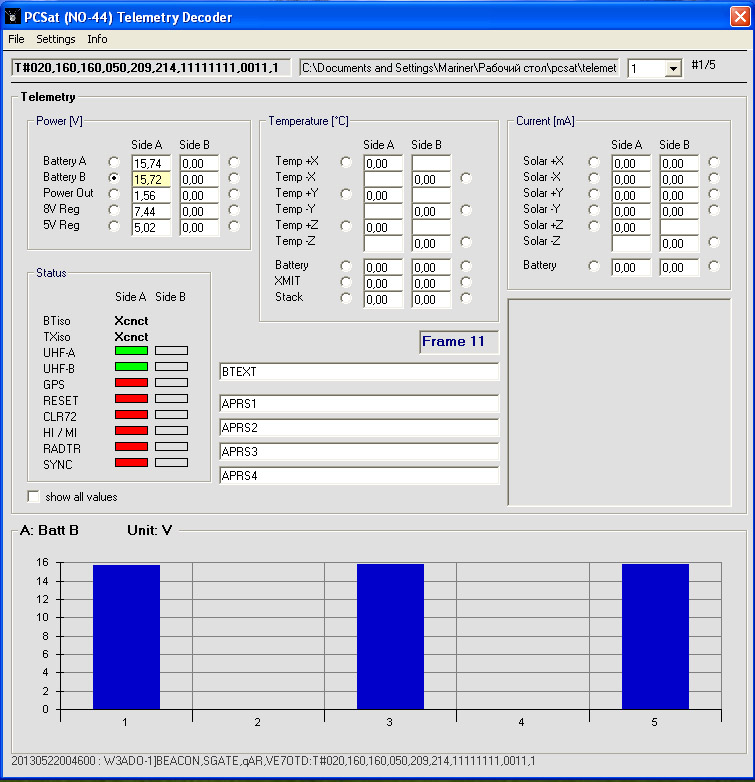 PCSat (NO-44) Telemetry Decoder
File Settings Info
T#020,160,160,050,209,214,11111111,0011,1 C:\Documents and Settings\Mariner\Рабочий стол\pcsat\telemet 1 #1/5
Telemetry
Power [V]
Side A Side B
Battery A 15,74 0,00
Battery B 15,72 0,00
Power Out 1,56 0,00
8V Reg 7,44 0,00
5V Reg 5,02 0,00
Temperature [°C]
Side A Side B
Temp +X 0,00
Temp -X 0,00
Temp +Y 0,00
Temp -Y 0,00
Temp +Z 0,00
Temp -Z 0,00
Battery 0,00 0,00
XMIT 0,00 0,00
Stack 0,00 0,00
Current [mA]
Side A Side B
Solar +X 0,00 0,00
Solar -X 0,00 0,00
Solar +Y 0,00 0,00
Solar -Y 0,00 0,00
Solar +Z 0,00
Solar -Z 0,00
Battery 0,00 0,00
Status
Side A Side B
BTiso Xcnct
TXiso Xcnct
UHF-A
UHF-B
GPS
RESET
CLR72
HI / MI
RADTR
SYNC
show all values
Frame 11
BTEXT
APRS1
APRS2
APRS3
APRS4
A: Batt B Unit: V
16
14
12
10
8
6
4
2
0
1 2 3 4 5
20130522004600 : W3ADO-1]BEACON,SGATE,qAR,VE7OTD:T#020,160,160,050,209,214,11111111,0011,1